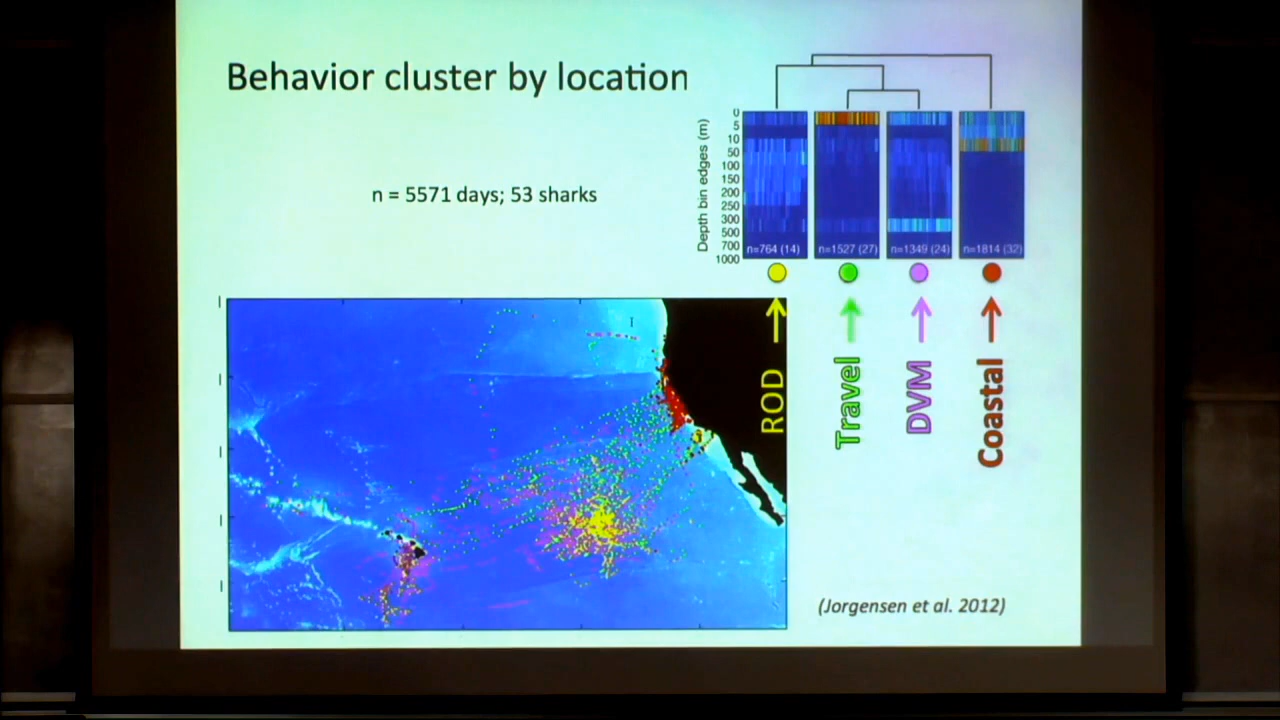 Behavior cluster by location
n = 5571 days; 53 sharks
Depth bin edges (m)
0
5
10
50
100
150
200
250
300
500
700
1000
n=764 (14)
n=1527 (27)
n=1349 (24)
n=1814 (32)
ROD
Travel
DVM
Coastal
(Jorgensen et al. 2012)